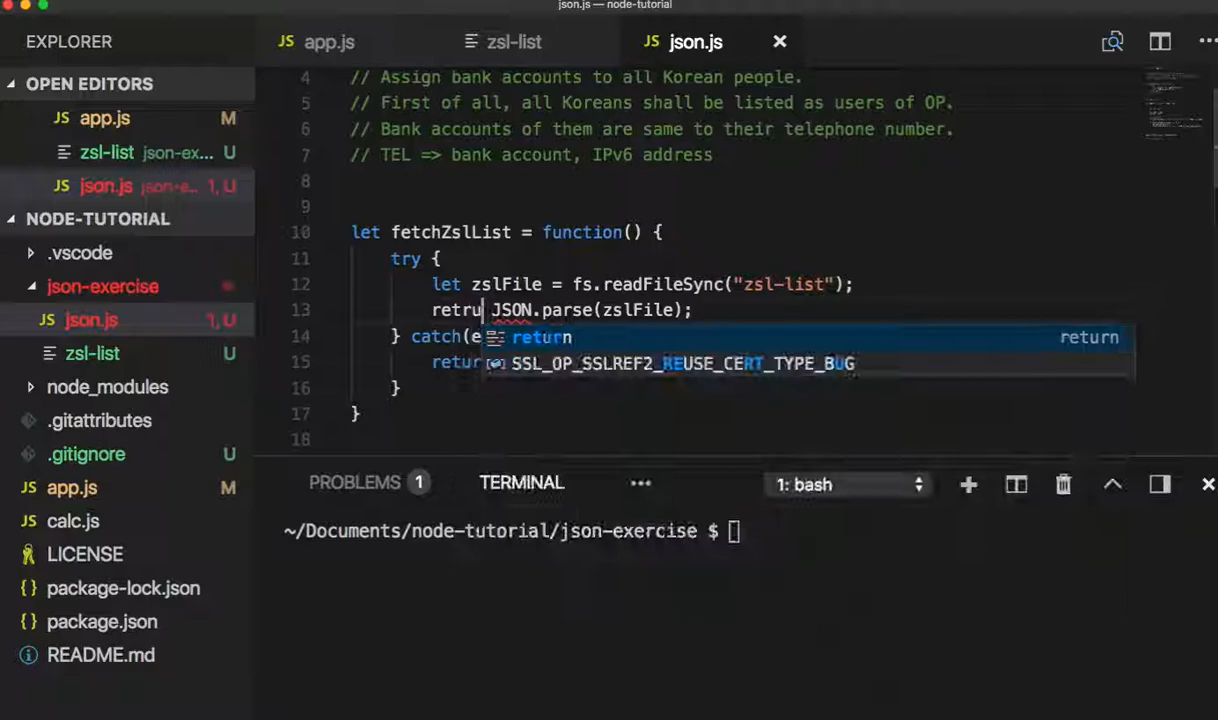 json.js — node-tutorial
EXPLORER
JS app.js
zsl-list
JS json.js
OPEN EDITORS
JS app.js M
zsl-list json-ex... U
JS json.js json-e... 1, U
NODE-TUTORIAL
.vscode
json-exercise
JS json.js 1, U
zsl-list U
node_modules
.gitattributes
.gitignore U
JS app.js M
JS calc.js
LICENSE
{} package-lock.json
{} package.json
README.md
4 // Assign bank accounts to all Korean people.
5 // First of all, all Koreans shall be listed as users of OP.
6 // Bank accounts of them are same to their telephone number.
7 // TEL => bank account, IPv6 address
8
9
10 let fetchZslList = function() {
11 try {
12 let zslFile = fs.readFileSync("zsl-list");
13 retru JSON.parse(zslFile);
14 } catch(e
return return
15 retur
SSL_OP_SSLREF2_REUSE_CERT_TYPE_BUG
16 }
17 }
18
PROBLEMS 1 TERMINAL ... 1: bash
~/Documents/node-tutorial/json-exercise $